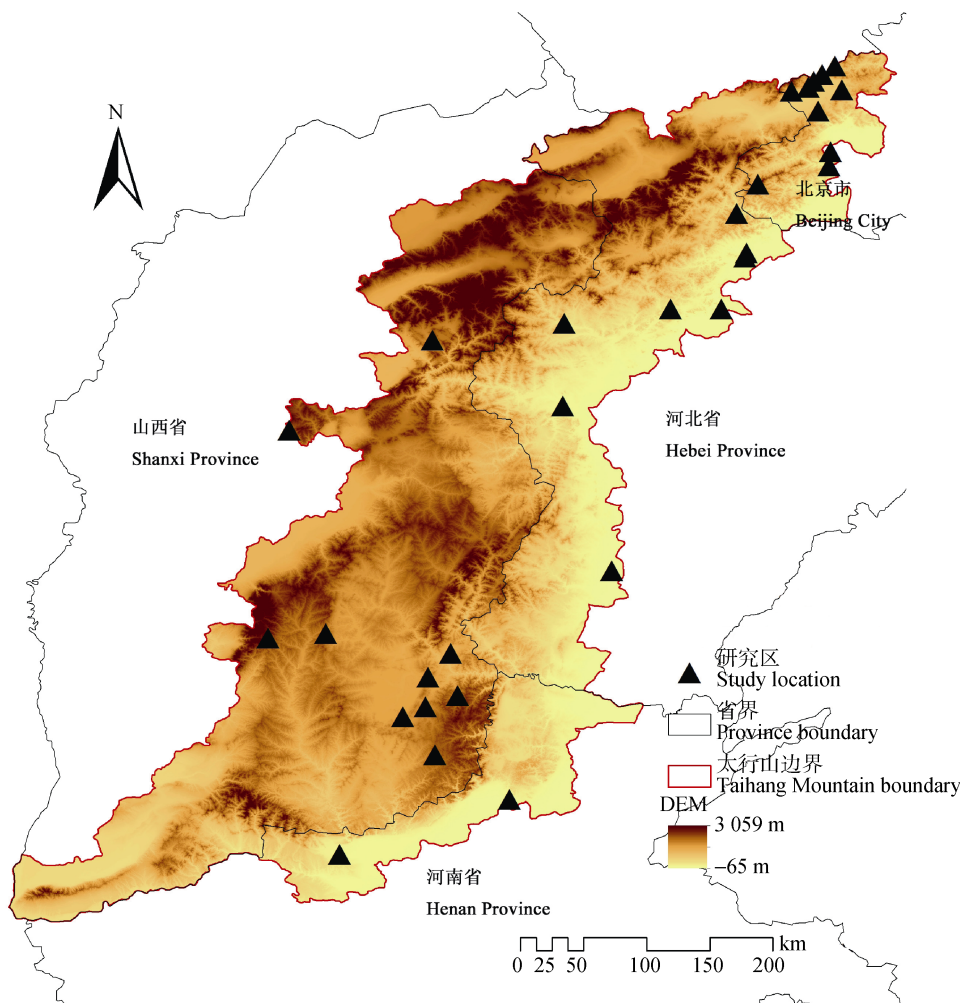 N
北京市
Beijing City
山西省
Shanxi Province
河北省
Hebei Province
研究区
Study location
省界
Province boundary
太行山边界
Taihang Mountain boundary
DEM
3 059 m
–65 m
河南省
Henan Province
km
0 25 50 100 150 200